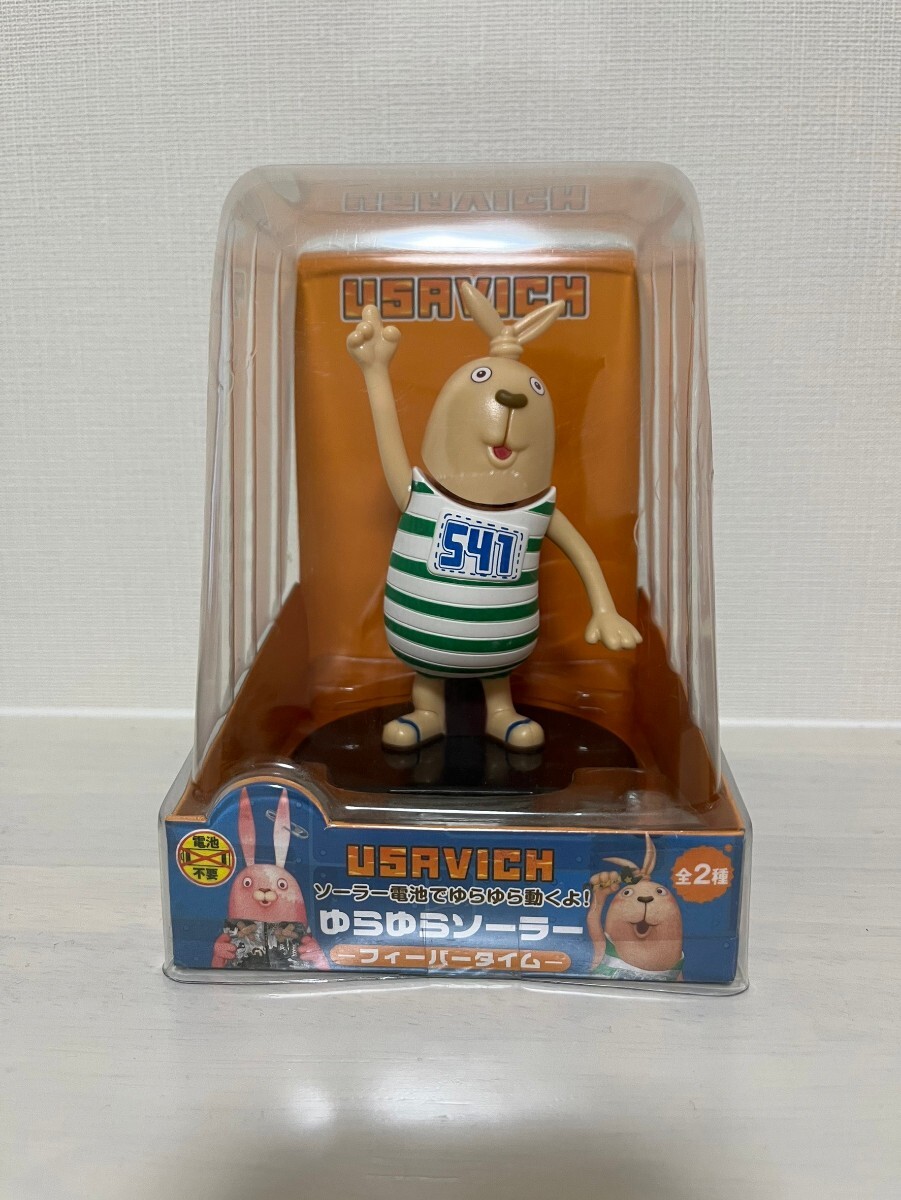 USAVICH
USAVICH
541
電池
不要
USAVICH
ソーラー電池でゆらゆら動くよ!
ゆらゆらソーラー
-フィーバータイム-
全2種